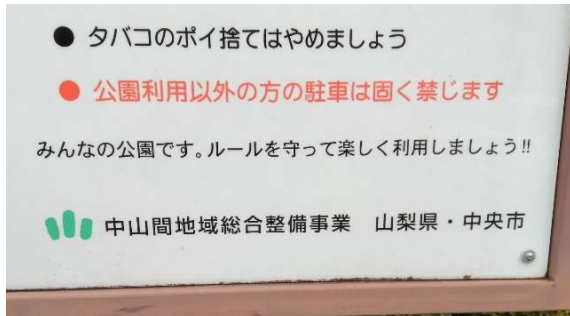 ● タバコのポイ捨てはやめましょう
● 公園利用以外の方の駐車は固く禁じます
みんなの公園です。ルールを守って楽しく利用しましょう!!
中山間地域総合整備事業　山梨県・中央市